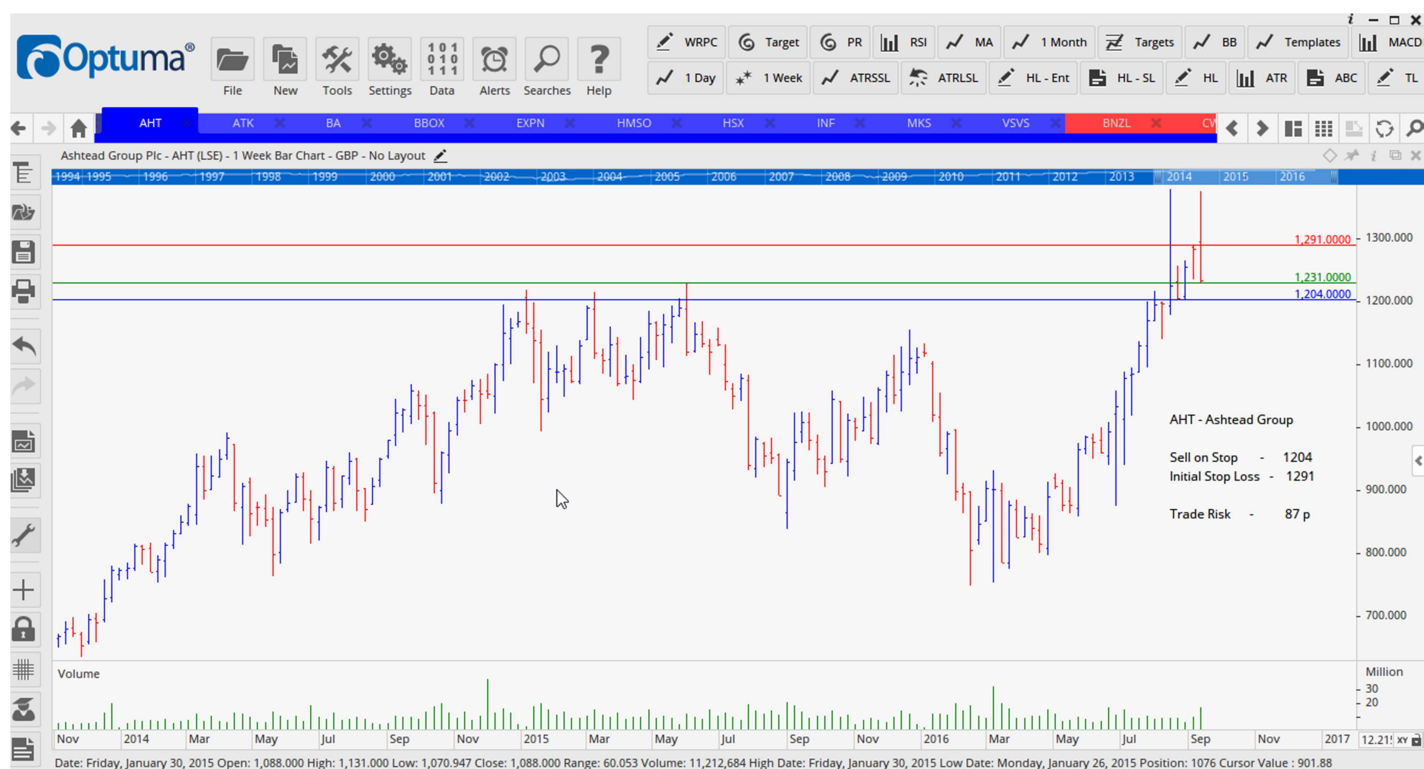 Optuma®
File New Tools Settings Data Alerts Searches Help
WRPC Target PR RSI MA 1 Month Targets BB Templates MACD
1 Day 1 Week ATRSSL ATRLSL HL - Ent HL - SL HL ATR ABC TL
AHT ATK BA BBOX EXPN HMSO HSX INF MKS VSVS BNZL
Ashtead Group Plc - AHT (LSE) - 1 Week Bar Chart - GBP - No Layout
1994 1995 1996 1997 1998 1999 2000 2001 2002 2003 2004 2005 2006 2007 2008 2009 2010 2011 2012 2013 2014 2015 2016
1,291.0000
1300.000
1,231.0000
1,204.0000
1200.000
1100.000
AHT - Ashtead Group
1000.000
Sell on Stop - 1204
Initial Stop Loss - 1291
900.000
Trade Risk - 87 p
800.000
700.000
Volume
Million
30
20
Nov 2014 Mar May Jul Sep Nov 2015 Mar May Jul Sep Nov 2016 Mar May Jul Sep Nov 2017 XY
Date: Friday, January 30, 2015 Open: 1,088.000 High: 1,131.000 Low: 1,070.947 Close: 1,088.000 Range: 60.053 Volume: 11,212,684 High Date: Friday, January 30, 2015 Low Date: Monday, January 26, 2015 Position: 1076 Cursor Value : 901.88